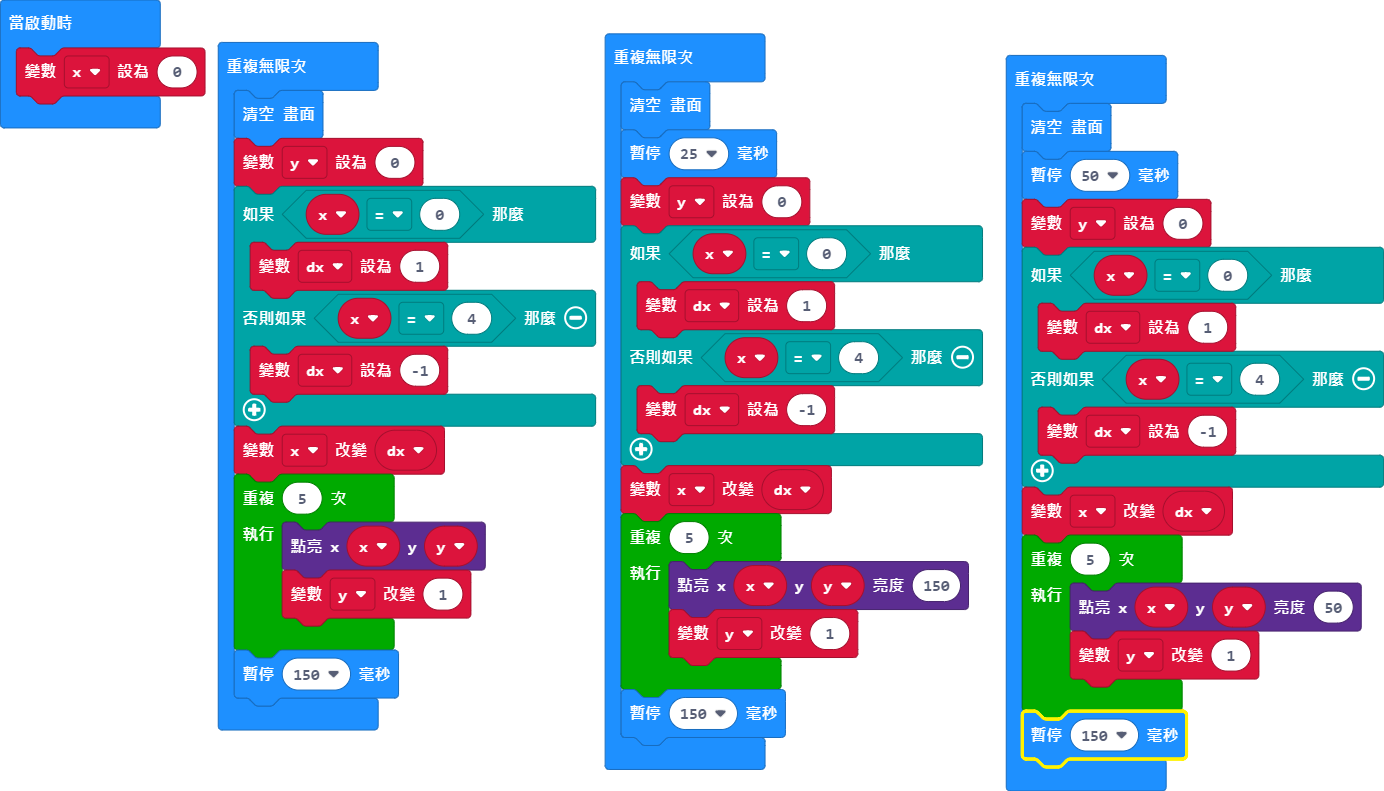 當啟動時
變數 x 設為 0
重複無限次
清空 畫面
變數 y 設為 0
如果 x = 0 那麼
變數 dx 設為 1
否則如果 x = 4 那麼
變數 dx 設為 -1
變數 x 改變 dx
重複 5 次
執行
點亮 x x y y
變數 y 改變 1
暫停 150 毫秒
重複無限次
清空 畫面
暫停 25 毫秒
變數 y 設為 0
如果 x = 0 那麼
變數 dx 設為 1
否則如果 x = 4 那麼
變數 dx 設為 -1
變數 x 改變 dx
重複 5 次
執行
點亮 x x y y 亮度 150
變數 y 改變 1
暫停 150 毫秒
重複無限次
清空 畫面
暫停 50 毫秒
變數 y 設為 0
如果 x = 0 那麼
變數 dx 設為 1
否則如果 x = 4 那麼
變數 dx 設為 -1
變數 x 改變 dx
重複 5 次
執行
點亮 x x y y 亮度 50
變數 y 改變 1
暫停 150 毫秒